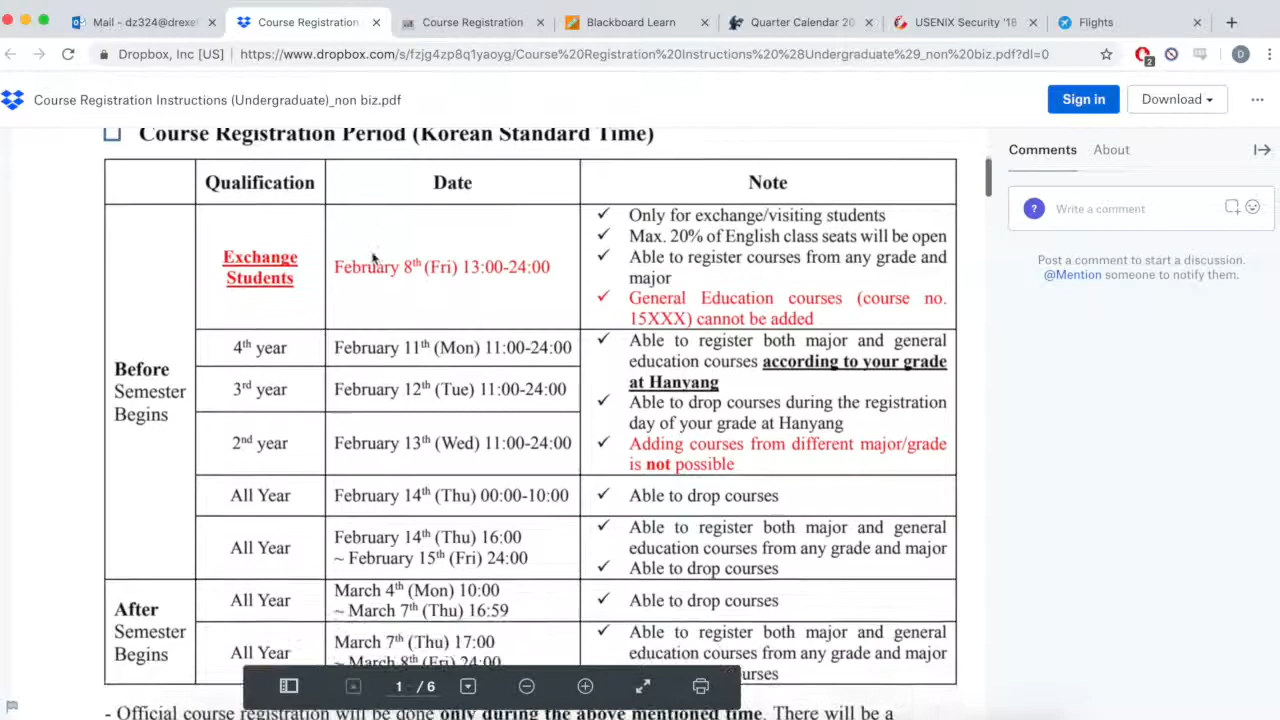 Mail - dz324@drexe
Course Registration
Course Registration
Blackboard Learn
Quarter Calendar 20
USENIX Security '18
Flights
Dropbox, Inc [US]
https://www.dropbox.com/s/fzjg4zp8q1yaoyg/Course%20Registration%20Instructions%20%28Undergraduate%29_non%20biz.pdf?dl=0
2
D
Course Registration Instructions (Undergraduate)_non biz.pdf
Sign in
Download
Course Registration Period (Korean Standard Time)
Qualification
Date
Note
Before
Semester
Begins
Exchange
Students
February 8th (Fri) 13:00-24:00
Only for exchange/visiting students
Max. 20% of English class seats will be open
Able to register courses from any grade and
major
General Education courses (course no.
15XXX) cannot be added
4th year
February 11th (Mon) 11:00-24:00
Able to register both major and general
education courses according to your grade
at Hanyang
3rd year
February 12th (Tue) 11:00-24:00
Able to drop courses during the registration
day of your grade at Hanyang
2nd year
February 13th (Wed) 11:00-24:00
Adding courses from different major/grade
is not possible
All Year
February 14th (Thu) 00:00-10:00
Able to drop courses
All Year
February 14th (Thu) 16:00
~ February 15th (Fri) 24:00
Able to register both major and general
education courses from any grade and major
Able to drop courses
After
Semester
Begins
All Year
March 4th (Mon) 10:00
~ March 7th (Thu) 16:59
Able to drop courses
All Year
March 7th (Thu) 17:00
~ March 8th (Fri) 24:00
Able to register both major and general
education courses from any grade and major
urses
1 / 6
- Official course registration will be done only during the above mentioned time. There will be a
Comments
About
?
Write a comment
Post a comment to start a discussion.
@Mention someone to notify them.